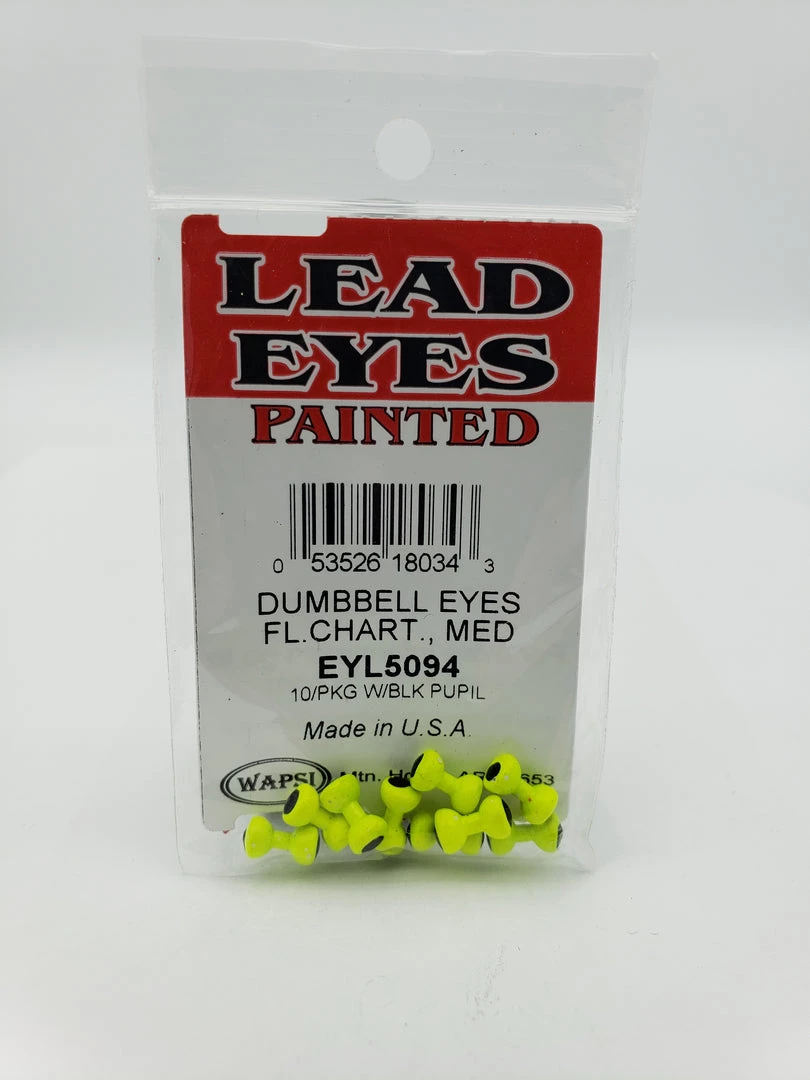 LEAD
EYES
PAINTED
0 53526 18034 3
DUMBBELL EYES
FL.CHART., MED
EYL5094
10/PKG W/BLK PUPIL
Made in U.S.A.
WAPSI Mtn.